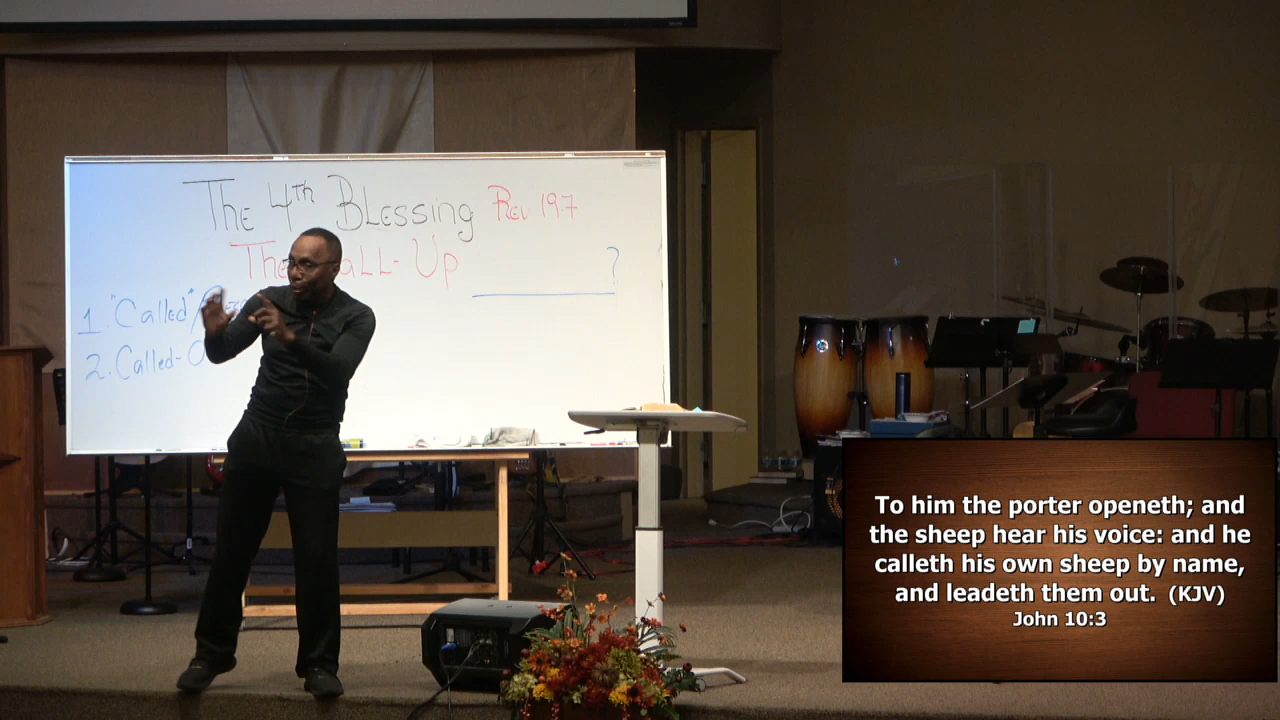 The 4th Blessing Rev 19:7
The Call-Up
?
1. "Called"/
2. Called-O
To him the porter openeth; and
the sheep hear his voice: and he
calleth his own sheep by name,
and leadeth them out. (KJV)
John 10:3